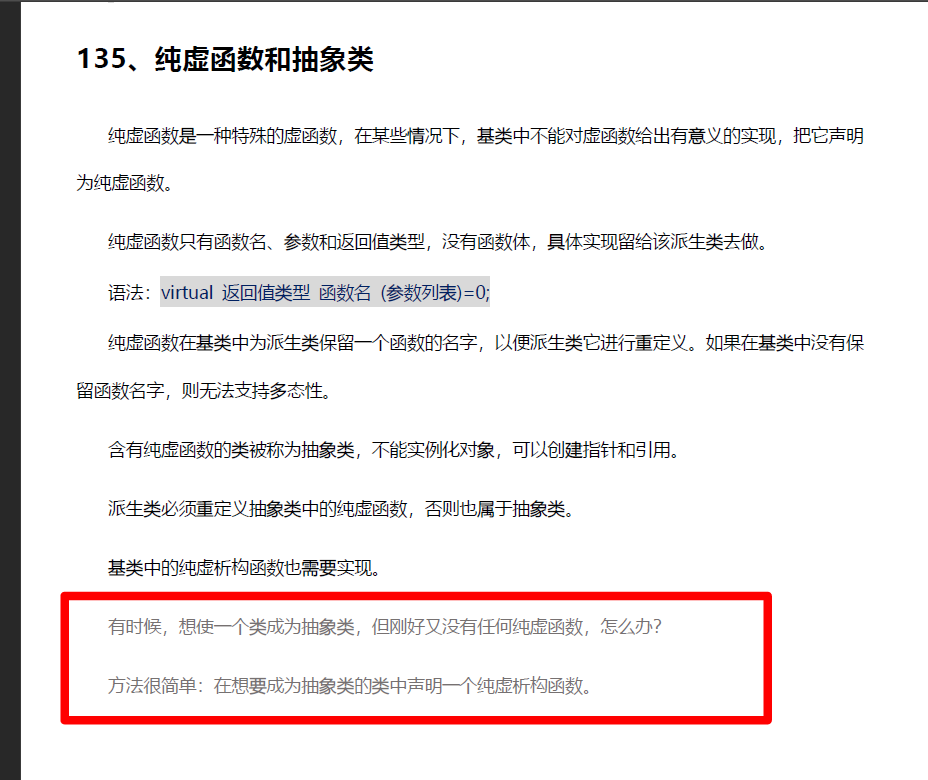 135、纯虚函数和抽象类
纯虚函数是一种特殊的虚函数，在某些情况下，基类中不能对虚函数给出有意义的实现，把它声明
为纯虚函数。
纯虚函数只有函数名、参数和返回值类型，没有函数体，具体实现留给该派生类去做。
语法：virtual 返回值类型 函数名 (参数列表)=0;
纯虚函数在基类中为派生类保留一个函数的名字，以便派生类它进行重定义。如果在基类中没有保
留函数名字，则无法支持多态性。
含有纯虚函数的类被称为抽象类，不能实例化对象，可以创建指针和引用。
派生类必须重定义抽象类中的纯虚函数，否则也属于抽象类。
基类中的纯虚析构函数也需要实现。
有时候，想使一个类成为抽象类，但刚好又没有任何纯虚函数，怎么办？
方法很简单：在想要成为抽象类的类中声明一个纯虚析构函数。